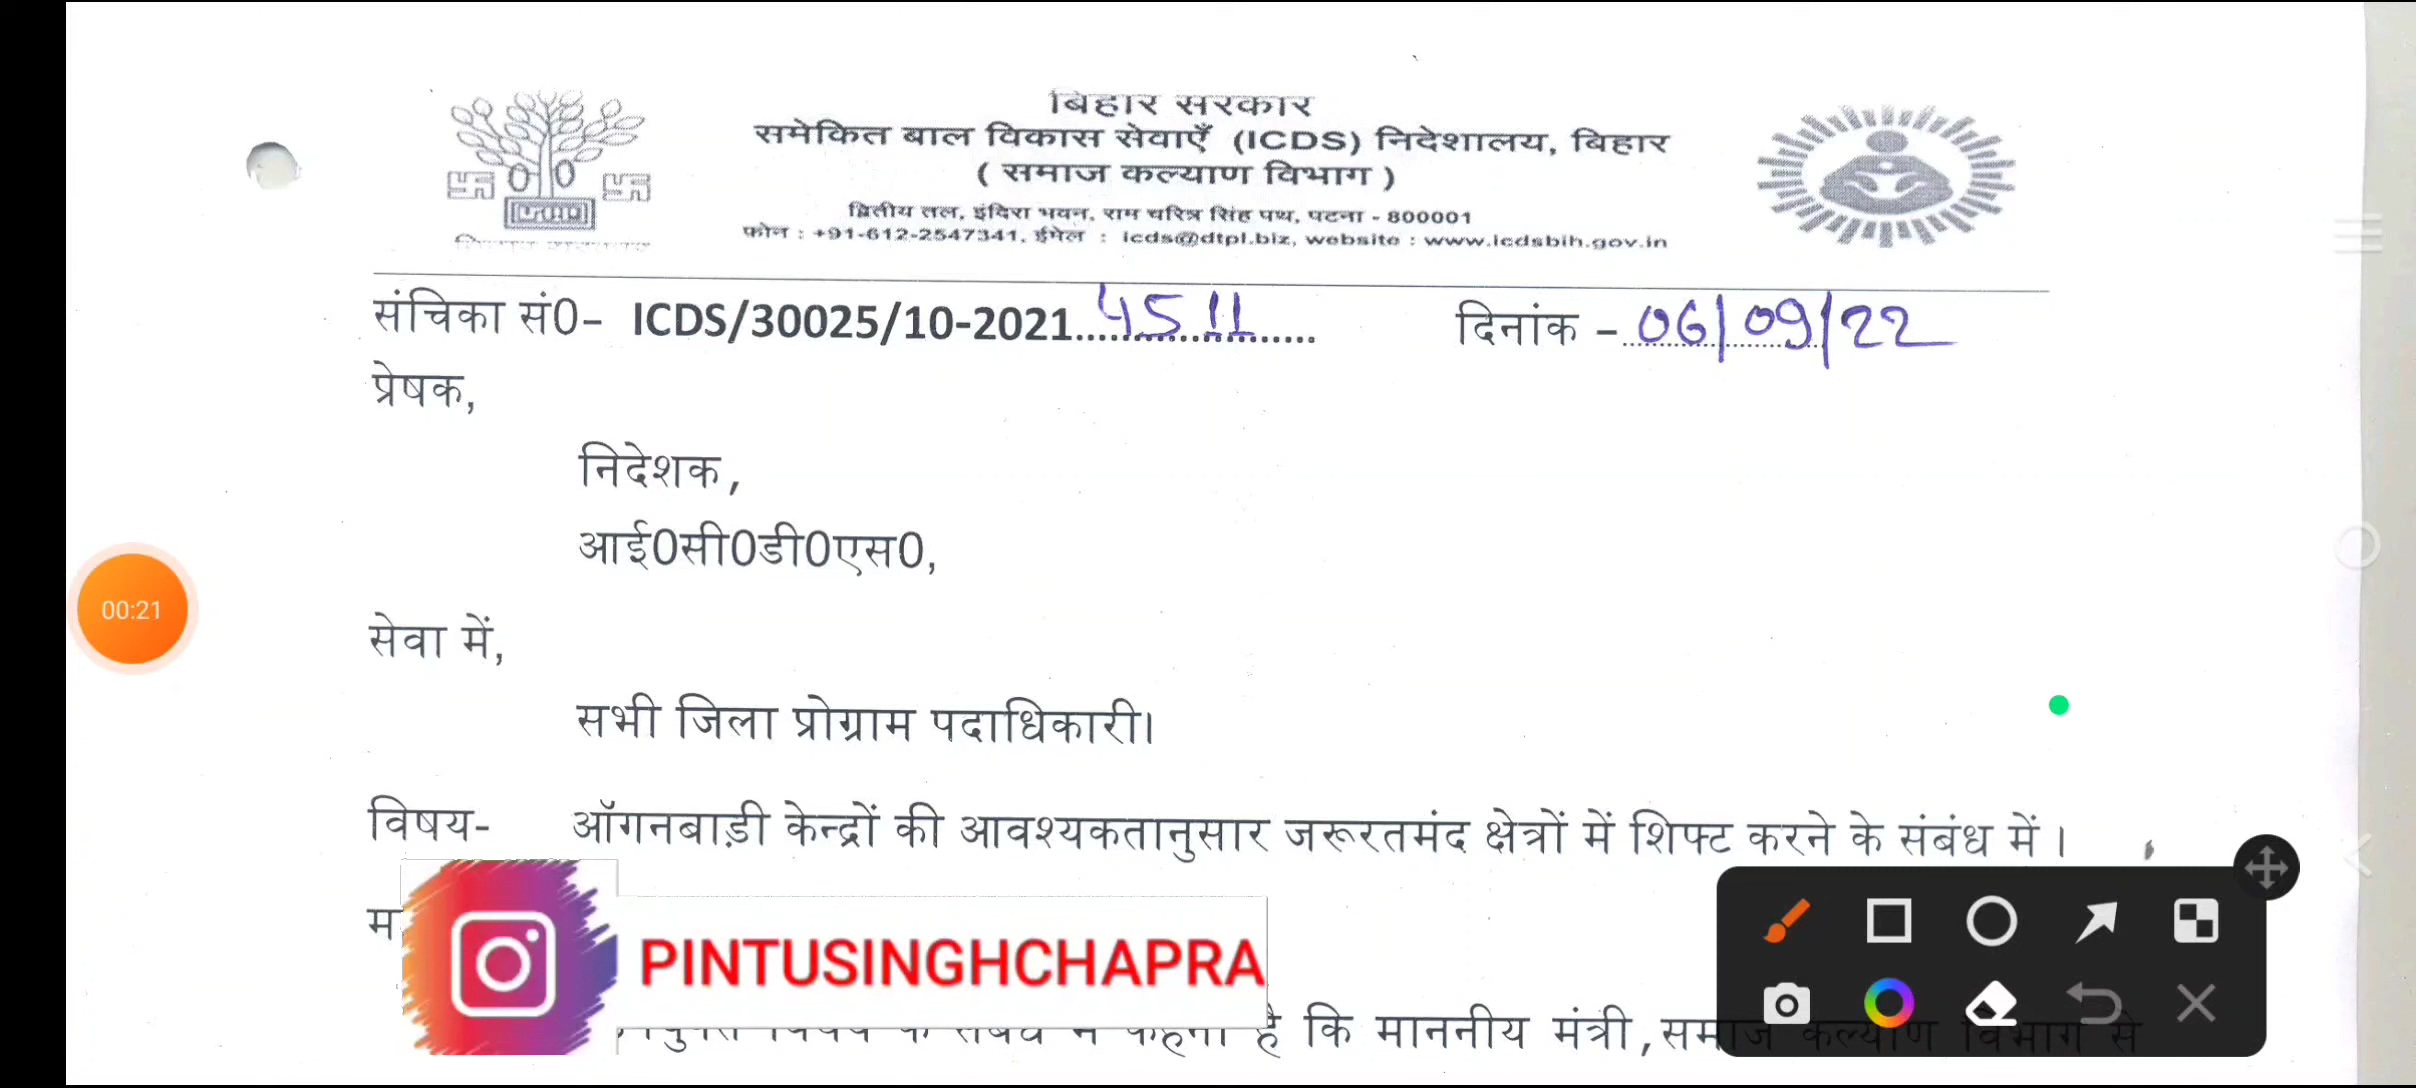 बिहार सरकार
समेकित बाल विकास सेवाएँ (ICDS) निदेशालय, बिहार
( समाज कल्याण विभाग )
द्वितीय तल, इंदिरा भवन, राम चरित्र सिंह पथ, पटना - 800001
फोन : +91-612-2547341, ईमेल : icds@dtpl.biz, website : www.icdsbih.gov.in
संचिका सं0- ICDS/30025/10-2021....4511.... दिनांक - 06/09/22
प्रेषक,
निदेशक,
आई0सी0डी0एस0,
00:21
सेवा में,
सभी जिला प्रोग्राम पदाधिकारी।
विषय- ऑगनबाड़ी केन्द्रों की आवश्यकतानुसार जरूरतमंद क्षेत्रों में शिफ्ट करने के संबंध में ।
PINTUSINGHCHAPRA
है कि माननीय मंत्री, समाज कल्याण विभाग से